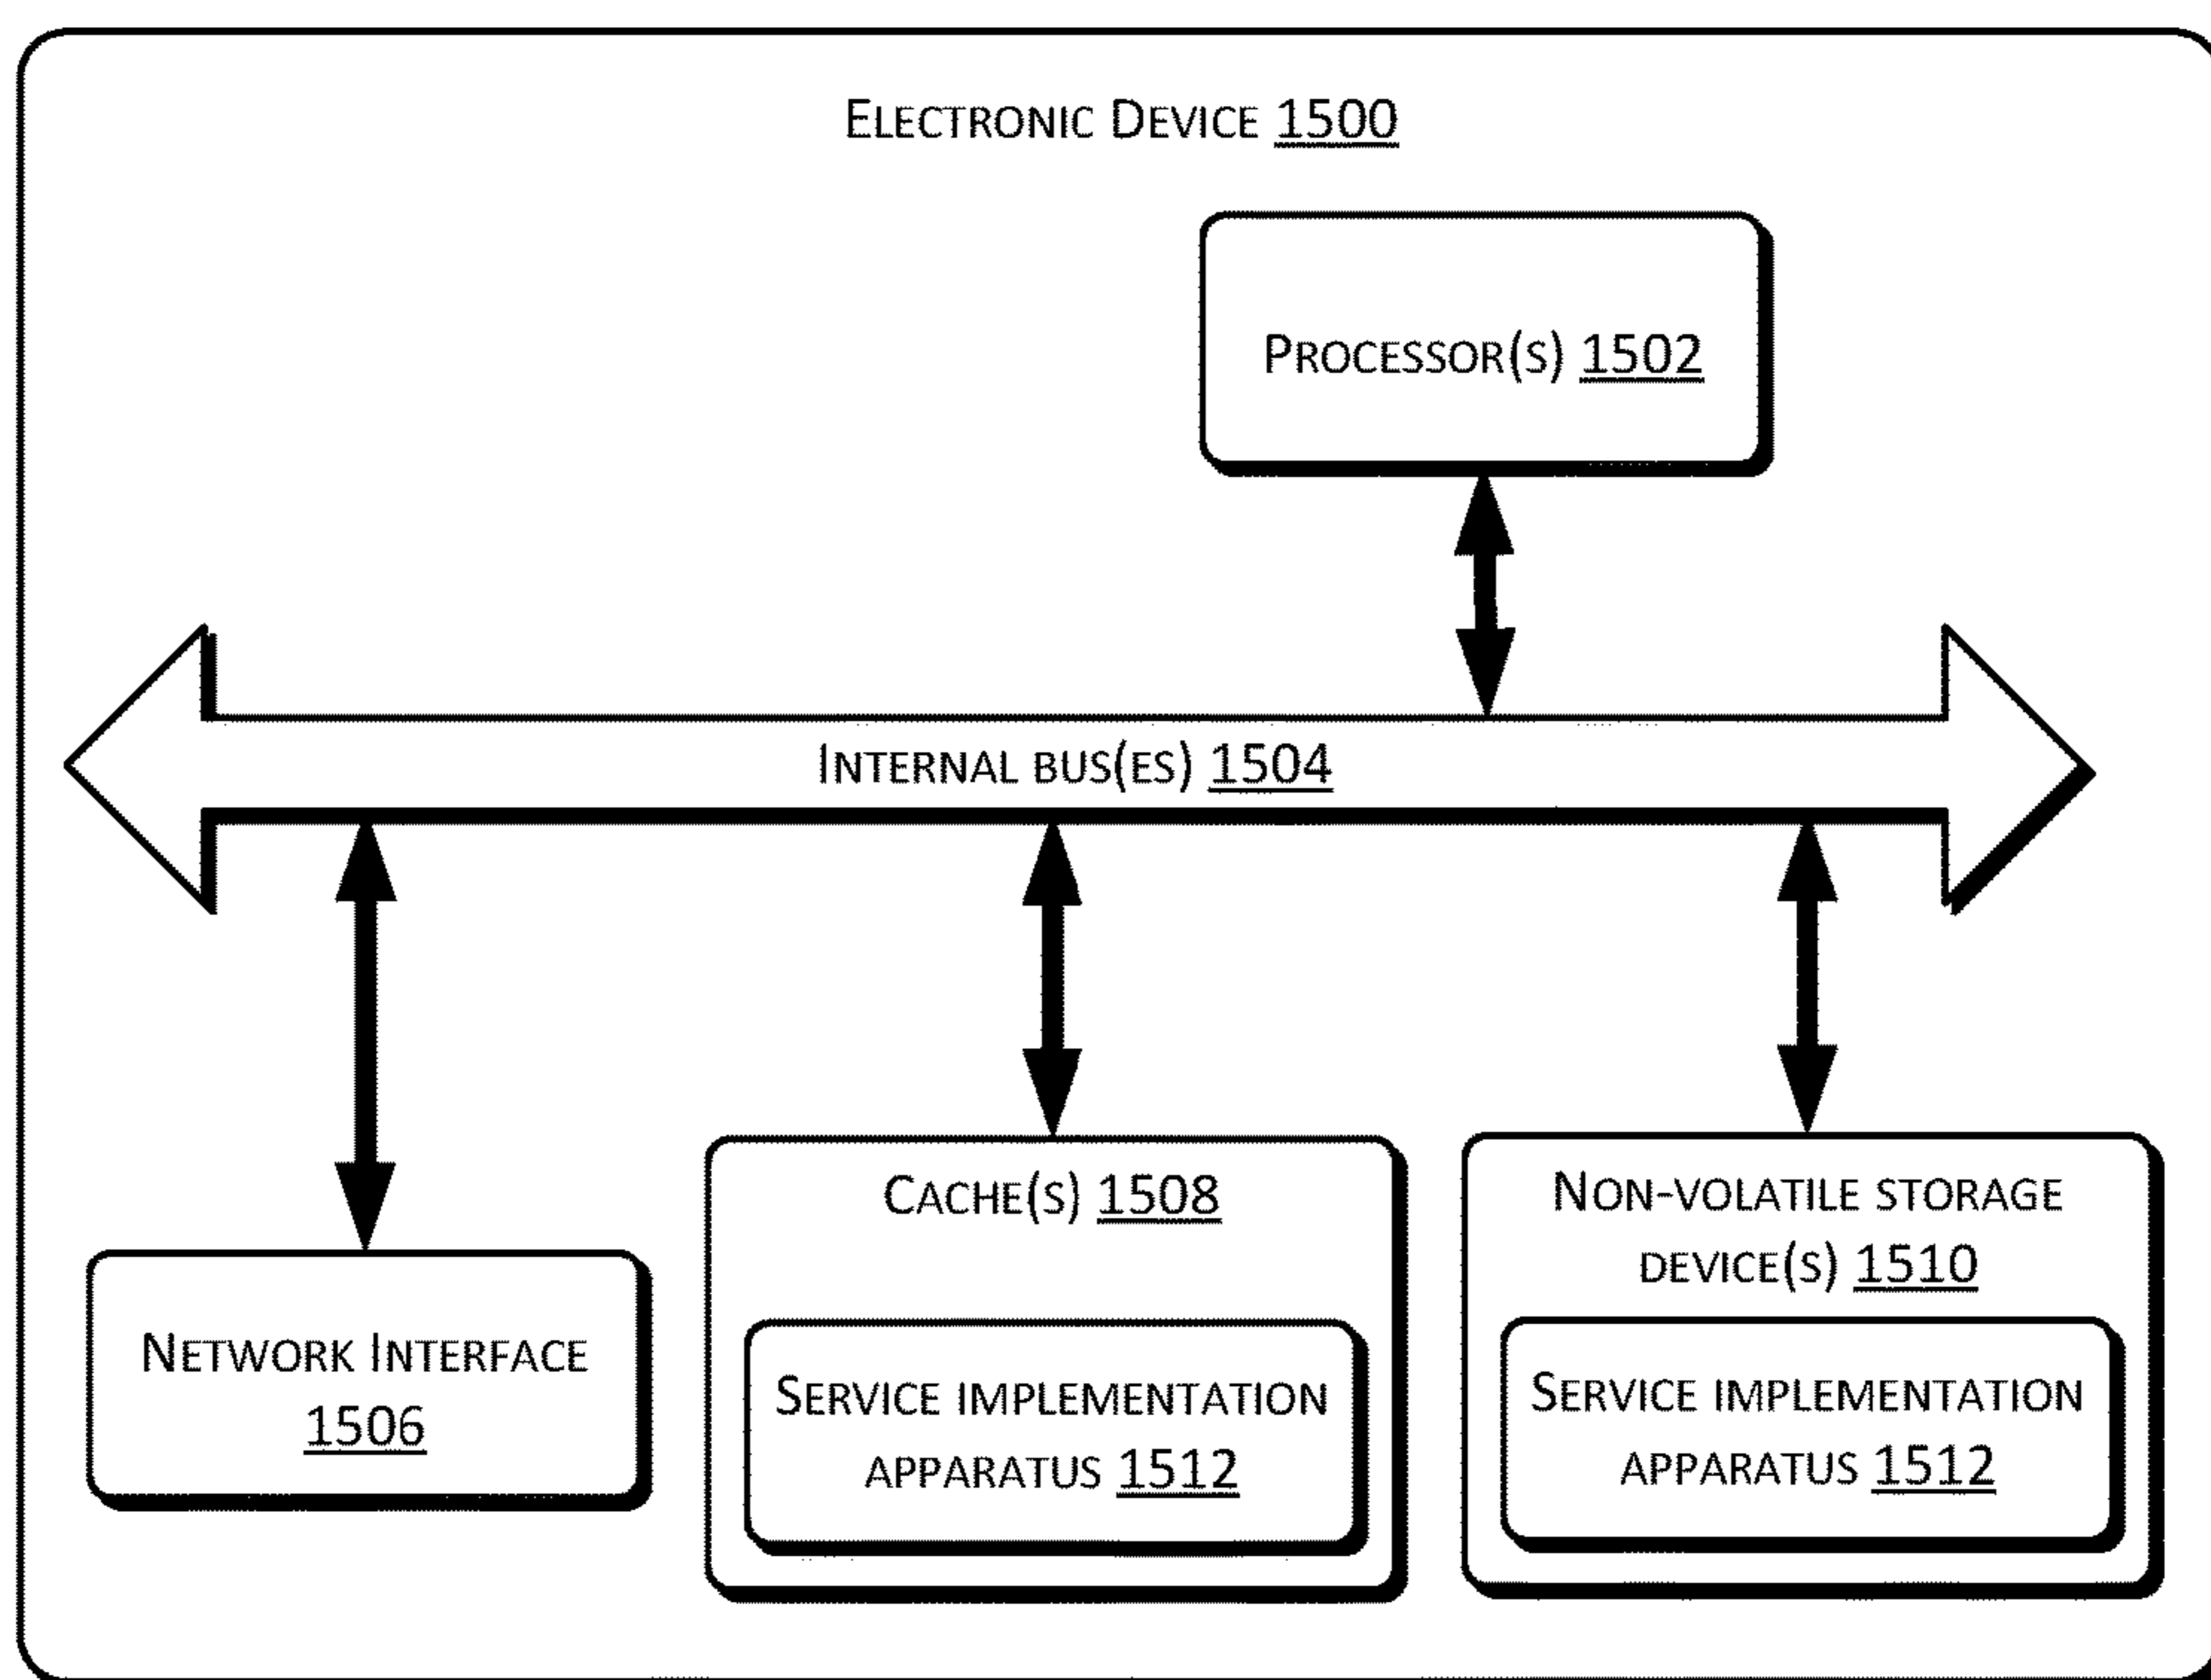 ELECTRONIC DEVICE 1500
PROCESSOR(S) 1502
INTERNAL BUS(ES) 1504
NETWORK INTERFACE
1506
CACHE(S) 1508
SERVICE IMPLEMENTATION
APPARATUS 1512
NON-VOLATILE STORAGE
DEVICE(S) 1510
SERVICE IMPLEMENTATION
APPARATUS 1512